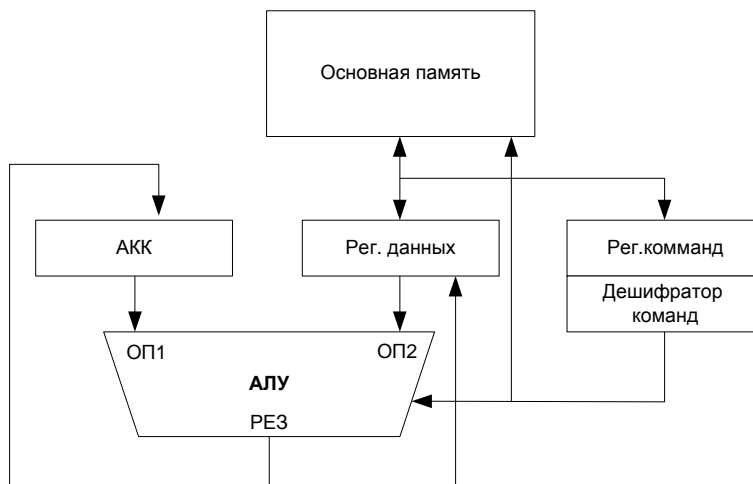 Основная память
АКК
Рег. данных
Рег.комманд
Дешифратор
команд
ОП1
ОП2
АЛУ
РЕЗ